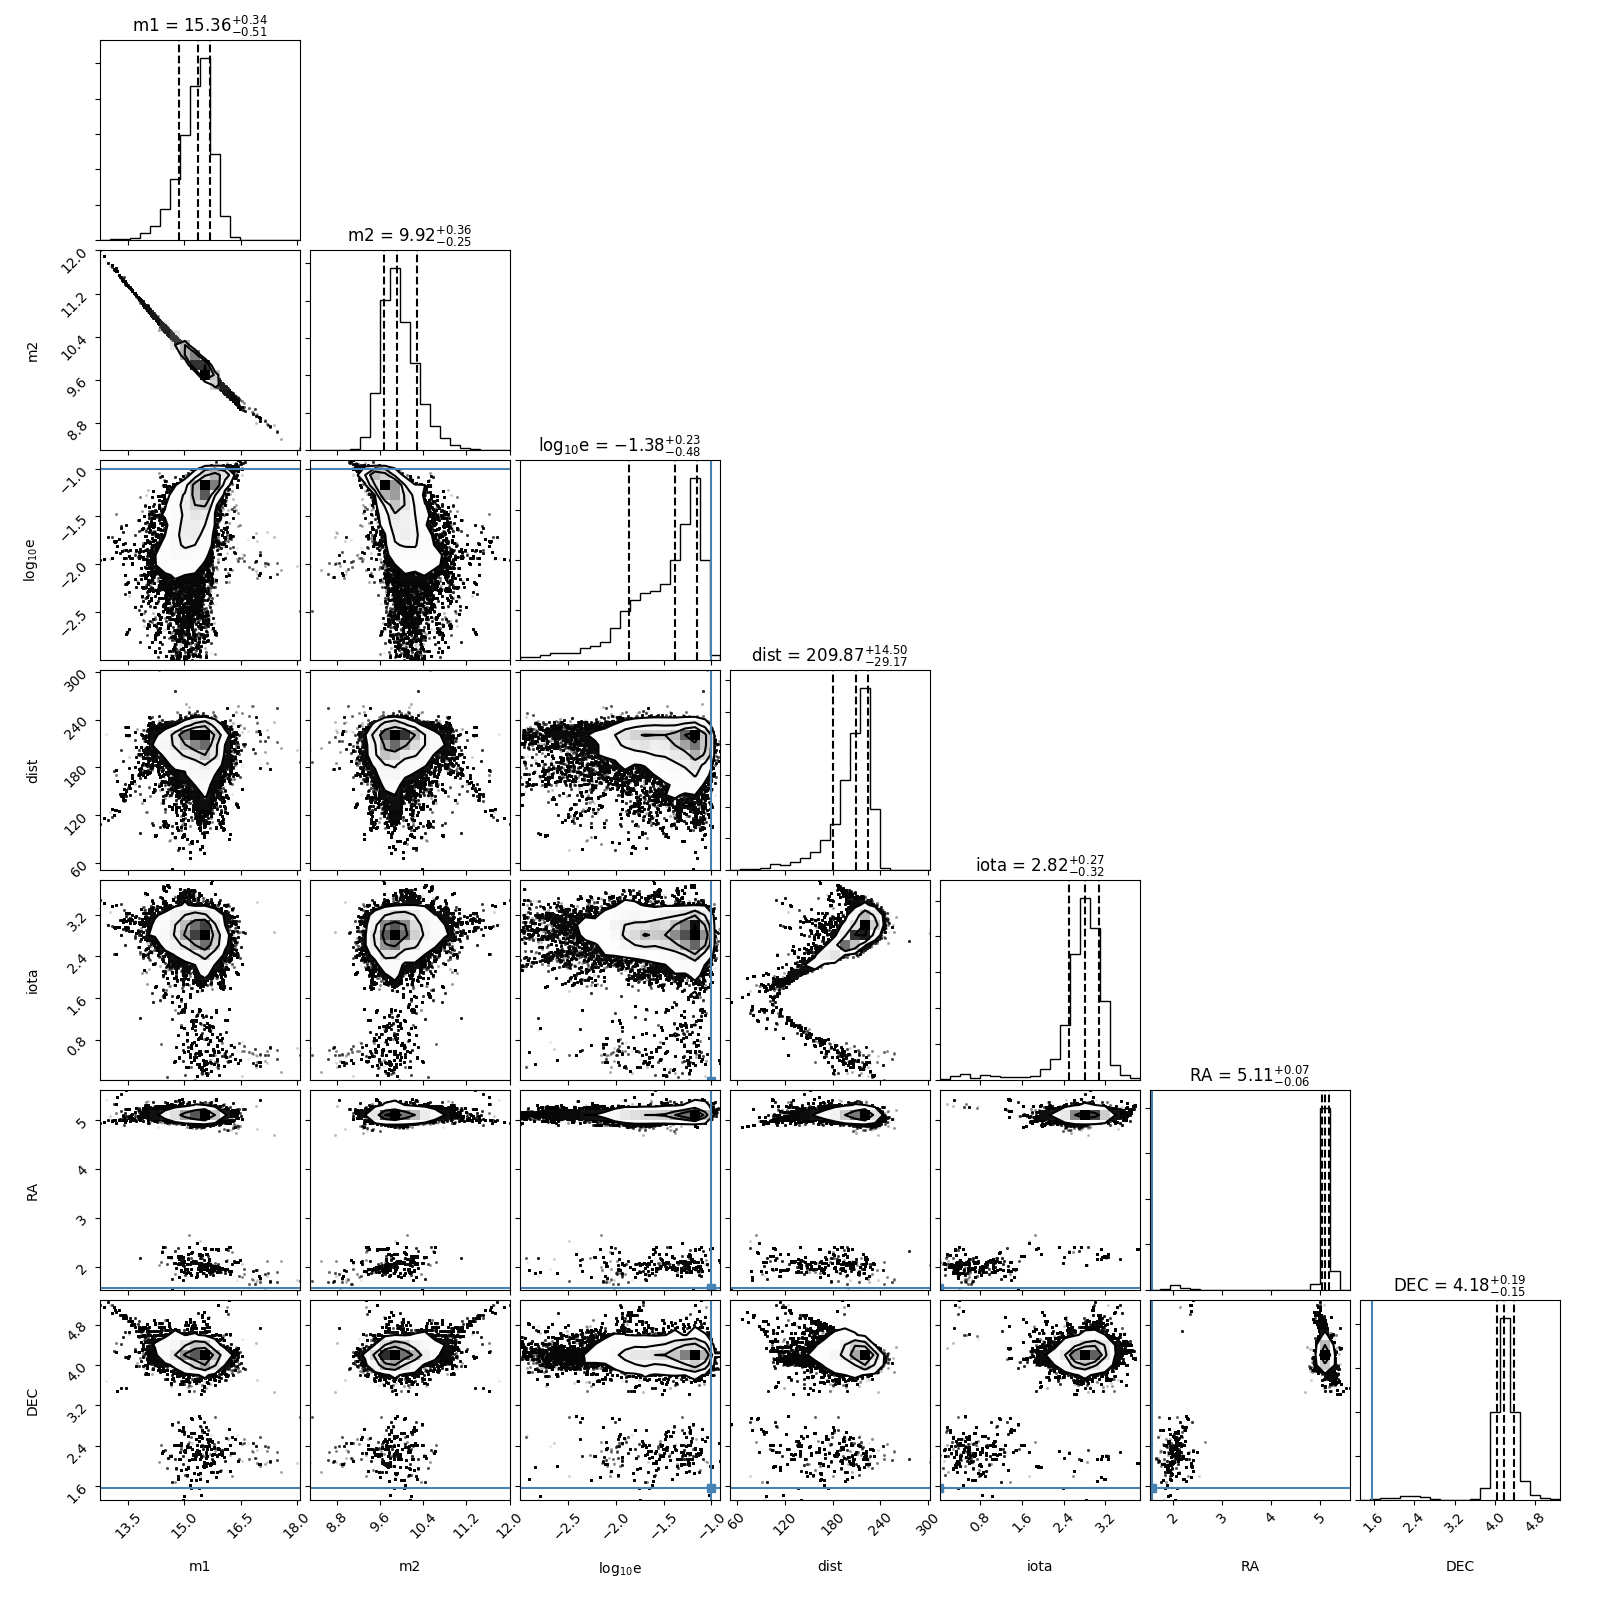 m1 = 15.36+0.34−0.51
m2 = 9.92+0.36−0.25
12.0
11.2
10.4
9.6
8.8
m2
log10e = −1.38+0.23−0.48
−1.0
−1.5
−2.0
−2.5
log10e
dist = 209.87+14.50−29.17
300
240
180
120
60
dist
iota = 2.82+0.27−0.32
3.2
2.4
1.6
0.8
iota
RA = 5.11+0.07−0.06
5
4
3
2
RA
DEC = 4.18+0.19−0.15
4.8
4.0
3.2
2.4
1.6
DEC
13.5 15.0 16.5 18.0 8.8 9.6 10.4 11.2 12.0 −2.5 −2.0 −1.5 −1.0 60 120 180 240 300 0.8 1.6 2.4 3.2 2 3 4 5 1.6 2.4 3.2 4.0 4.8
m1 m2 log10e dist iota RA DEC